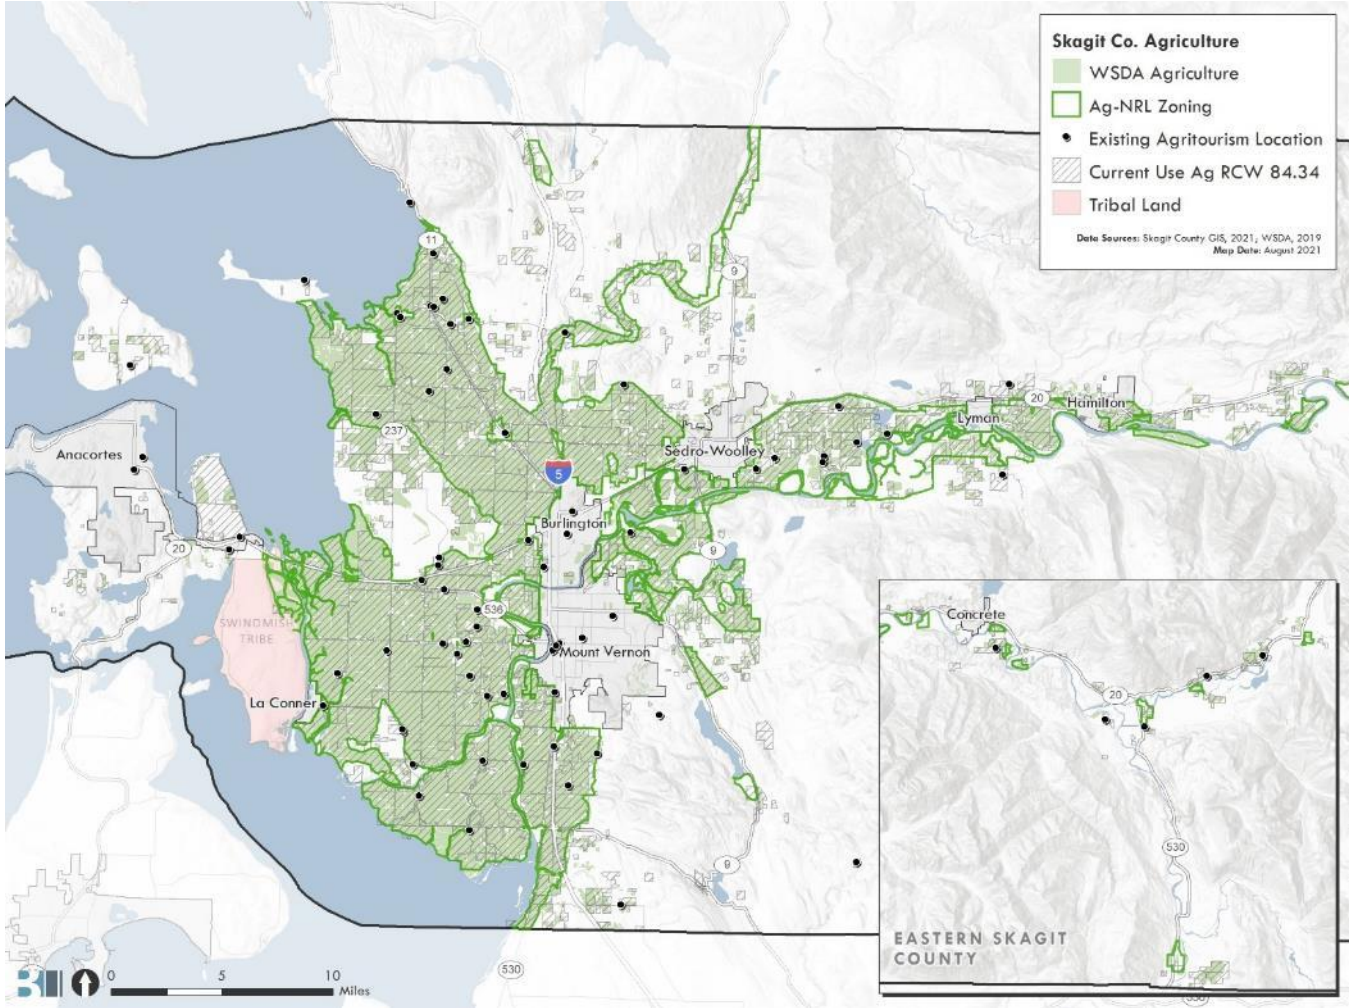 Skagit Co. Agriculture
WSDA Agriculture
Ag-NRL Zoning
Existing Agritourism Location
Current Use Ag RCW 84.34
Tribal Land
Data Sources: Skagit County GIS, 2021; WSDA, 2019
Map Date: August 2021
11
9
237
20
Hamilton
Lyman
Sedro-Woolley
Anacortes
5
Burlington
20
9
536
SWINOMISH
TRIBE
Mount Vernon
La Conner
9
530
Concrete
20
530
530
EASTERN SKAGIT
COUNTY
0
5
10
Miles